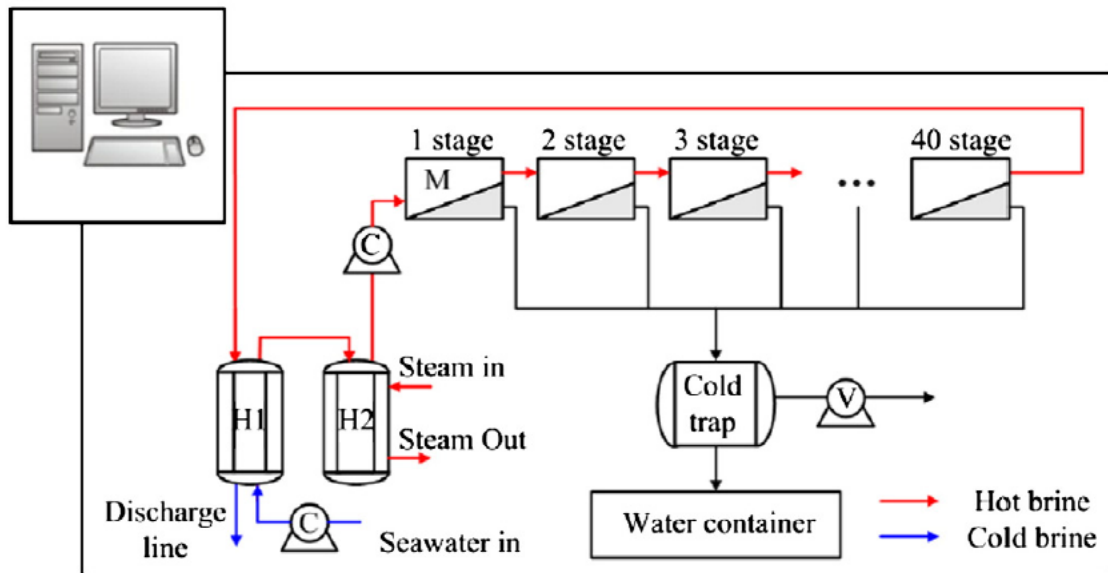 1 stage
2 stage
3 stage
...
40 stage
M
C
Steam in
H1
H2
Steam Out
Cold
trap
V
Discharge
line
C
Seawater in
Water container
Hot brine
Cold brine